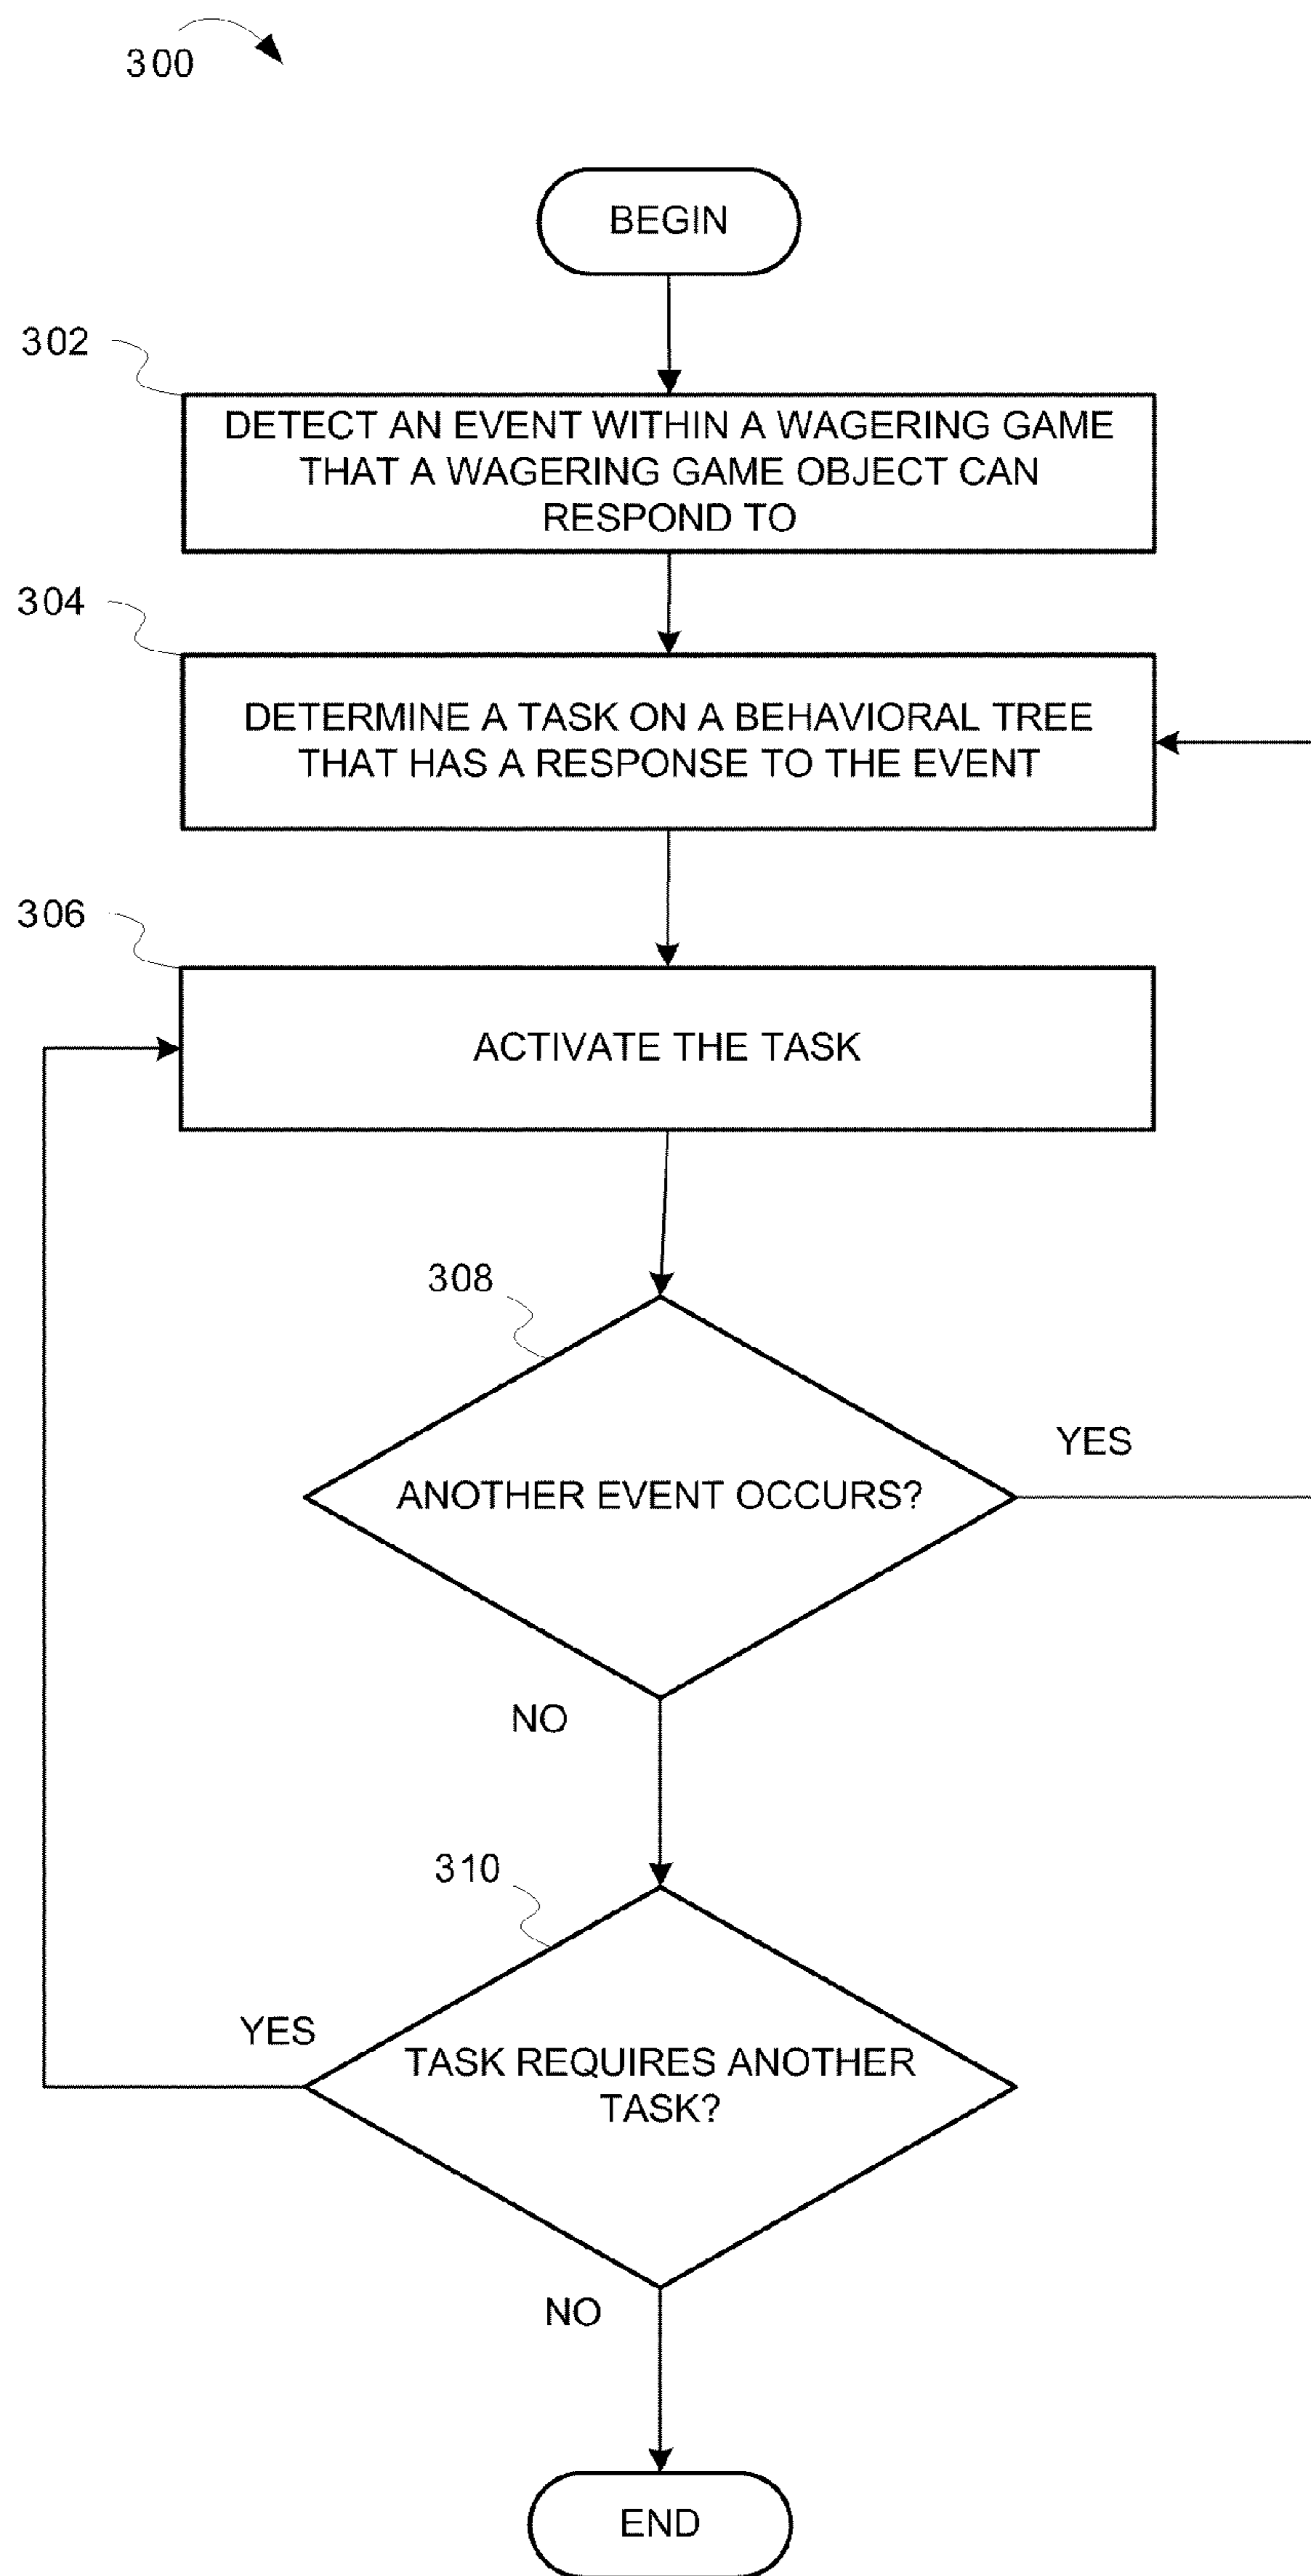 300
BEGIN
302
DETECT AN EVENT WITHIN A WAGERING GAME
THAT A WAGERING GAME OBJECT CAN
RESPOND TO
304
DETERMINE A TASK ON A BEHAVIORAL TREE
THAT HAS A RESPONSE TO THE EVENT
306
ACTIVATE THE TASK
308
YES
ANOTHER EVENT OCCURS?
NO
310
YES
TASK REQUIRES ANOTHER
TASK?
NO
END